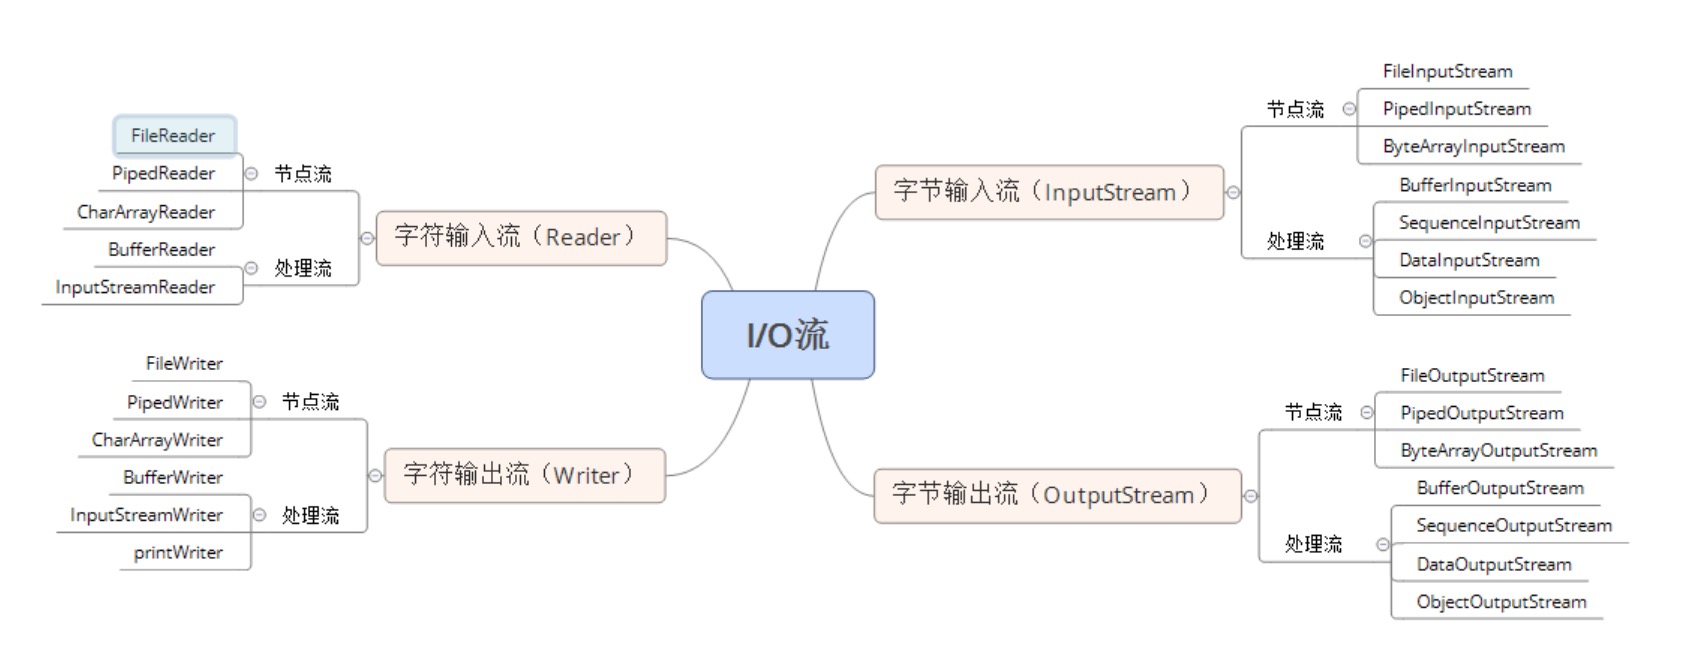 I/O流
字符输入流（Reader）
节点流
FileReader
PipedReader
CharArrayReader
处理流
BufferReader
InputStreamReader
字符输出流（Writer）
节点流
FileWriter
PipedWriter
CharArrayWriter
处理流
BufferWriter
InputStreamWriter
printWriter
字节输入流（InputStream）
节点流
FileInputStream
PipedInputStream
ByteArrayInputStream
处理流
BufferInputStream
SequenceInputStream
DataInputStream
ObjectInputStream
字节输出流（OutputStream）
节点流
FileOutputStream
PipedOutputStream
ByteArrayOutputStream
处理流
BufferOutputStream
SequenceOutputStream
DataOutputStream
ObjectOutputStream